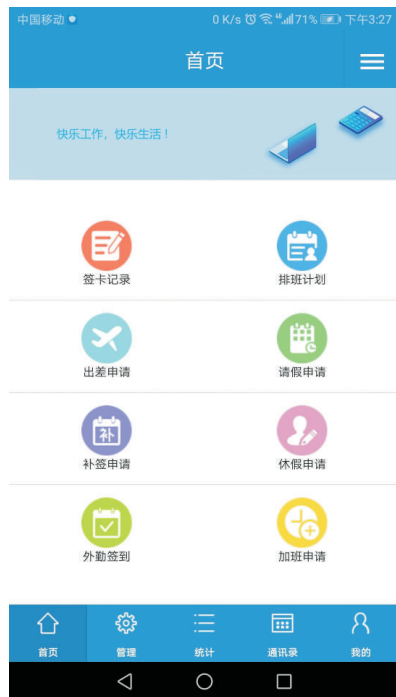 中国移动 0 K/s 71% 下午3:27
首页
快乐工作，快乐生活！
签卡记录 排班计划
出差申请 请假申请
补
补签申请 休假申请
外勤签到 加班申请
首页 管理 统计 通讯录 我的